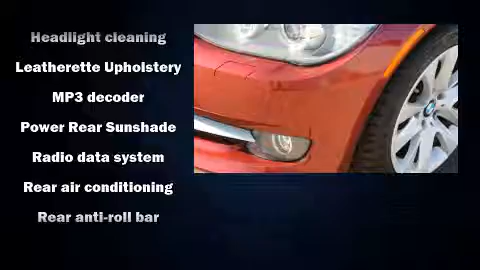 Headlight cleaning
Leatherette Upholstery
MP3 decoder
Power Rear Sunshade
Radio data system
Rear air conditioning
Rear anti-roll bar